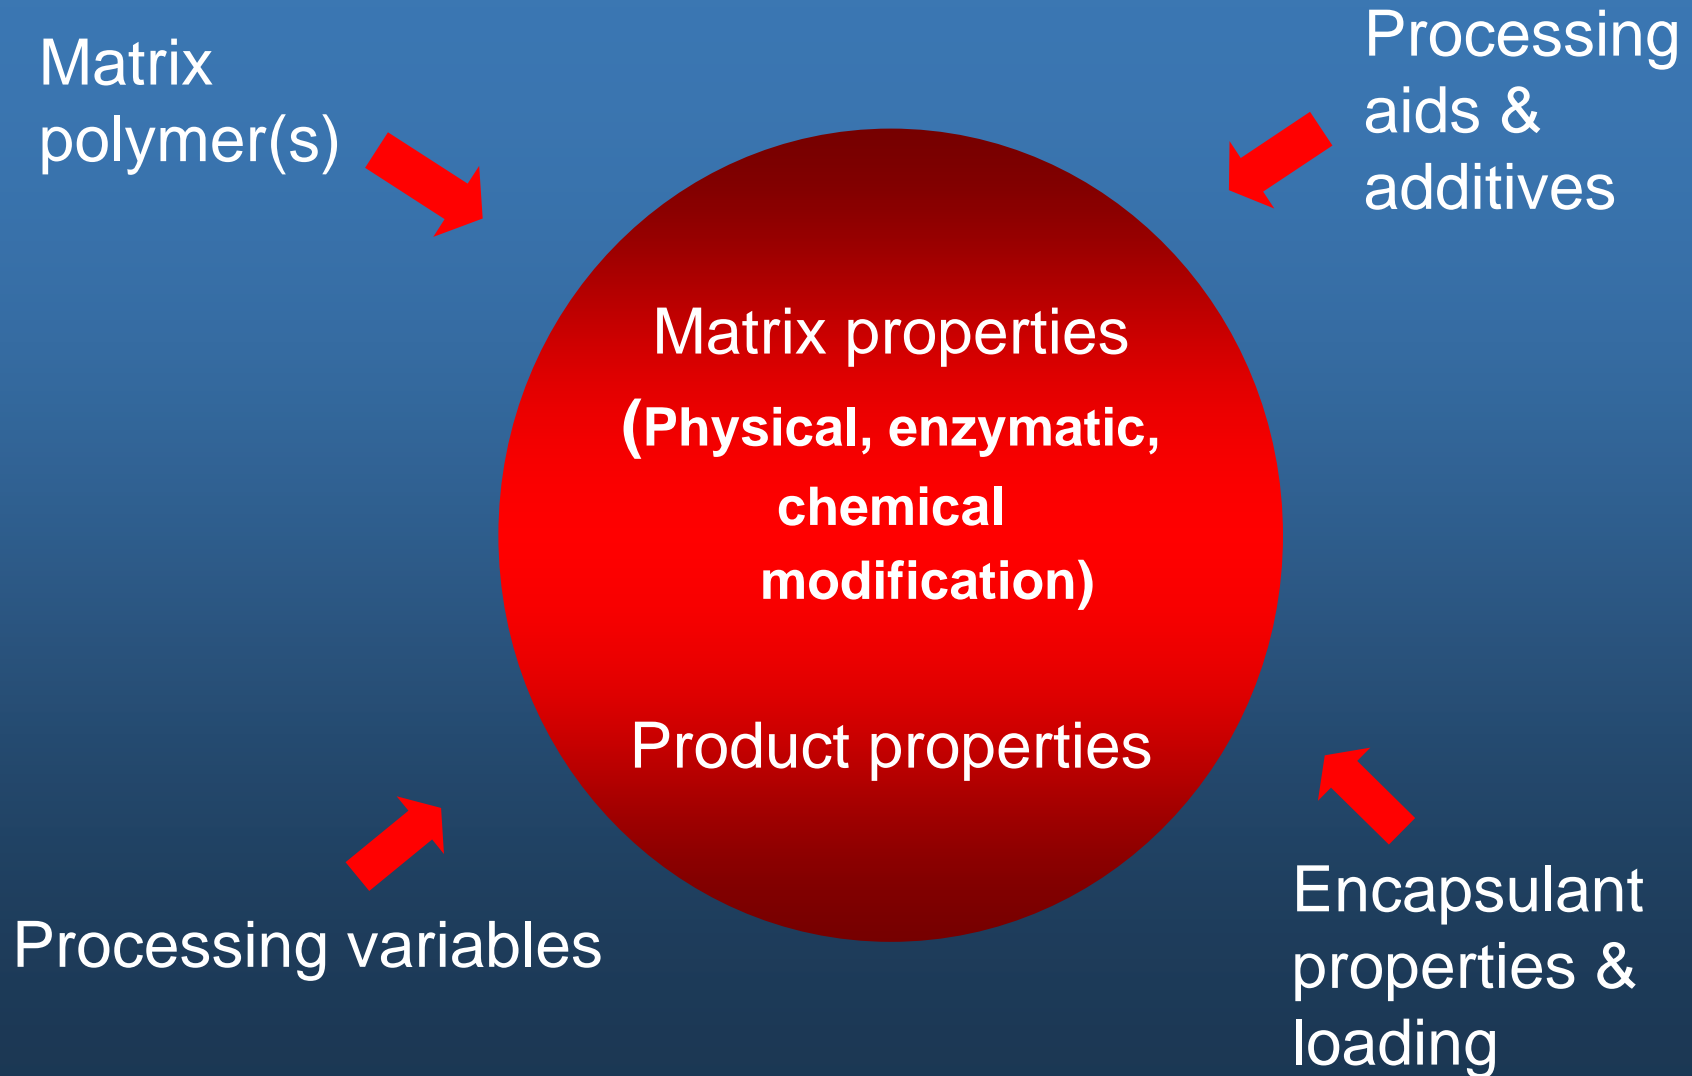 Matrix
polymer(s)
Processing
aids &
additives
Matrix properties
(Physical, enzymatic,
chemical
modification)
Product properties
Processing variables
Encapsulant
properties &
loading